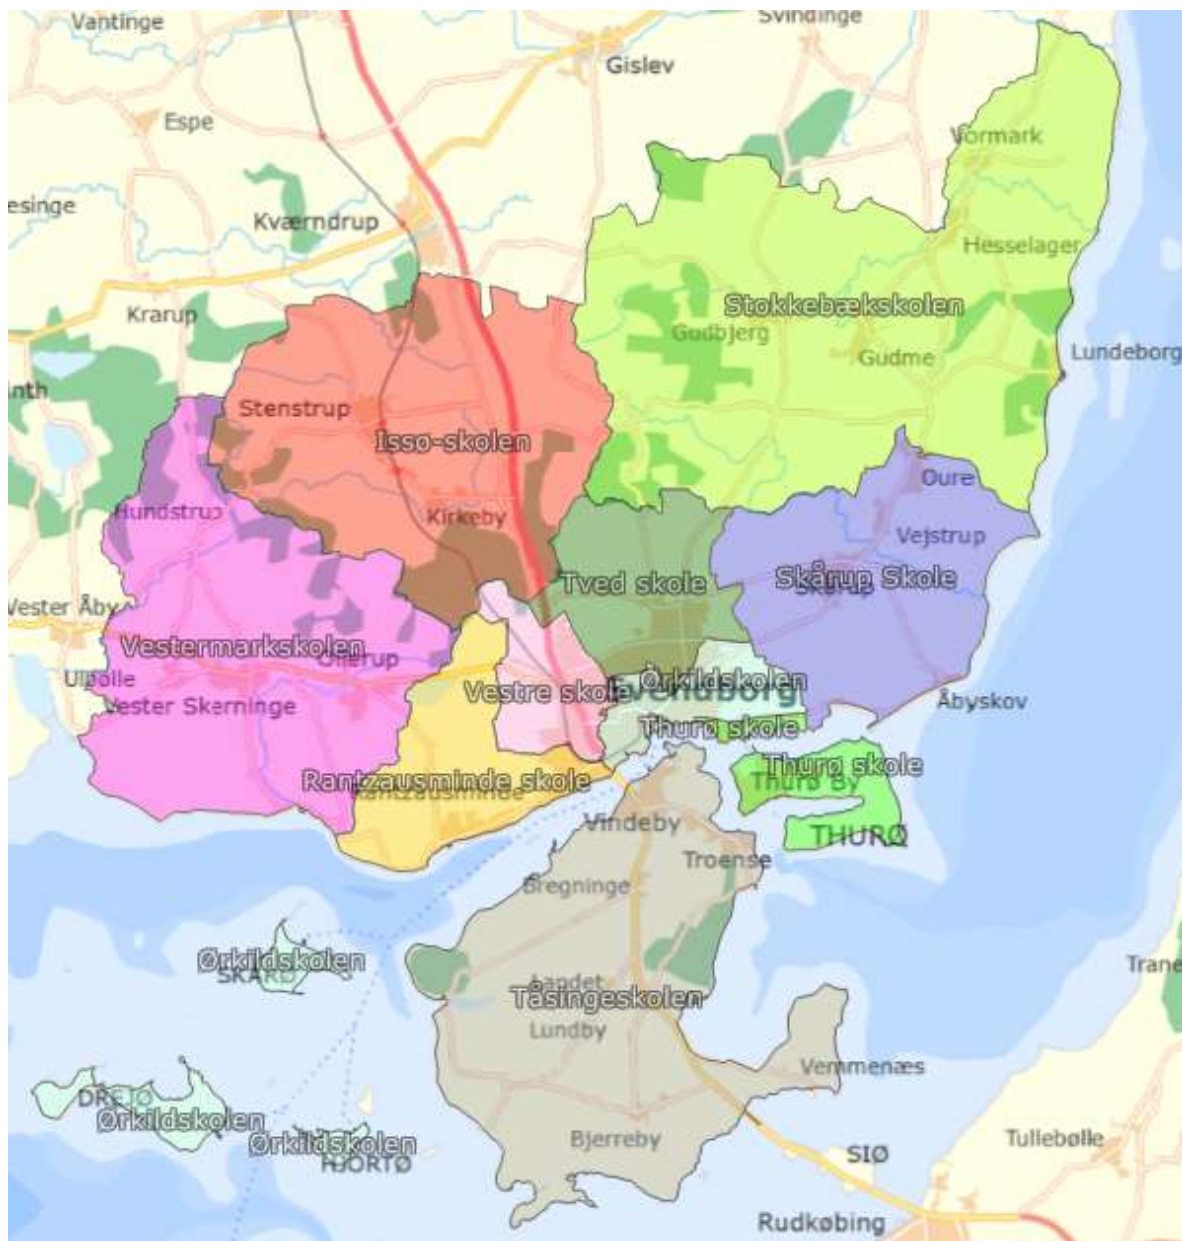 Vantinge
Svindinge
Gislev
Espe
Vormark
esinge
Kværndrup
Hesselager
Stokkebækskolen
Krarup
Gudbjerg
Gudme
Lundeborg
nth
Stenstrup
Issø-skolen
Oure
Hundstrup
Kirkeby
Vejstrup
Tved skole
Skårup Skole
Skårup
Vester Åby
Vestermarkskolen
Ollerup
Ulbølle
Vester Skerninge
Vestre skole
Ørkildskolen
Svendborg
Åbyskov
Thurø skole
Thurø skole
Thurø By
Rantzausminde skole
Rantzausminde
Vindeby
THURØ
Troense
Bregninge
Ørkildskolen
SKARØ
Landet
Tåsingeskolen
Lundby
Trane
Vemmenæs
DREJØ
Ørkildskolen
Ørkildskolen
HJORTØ
Bjerreby
Tullebølle
SIØ
Rudkøbing